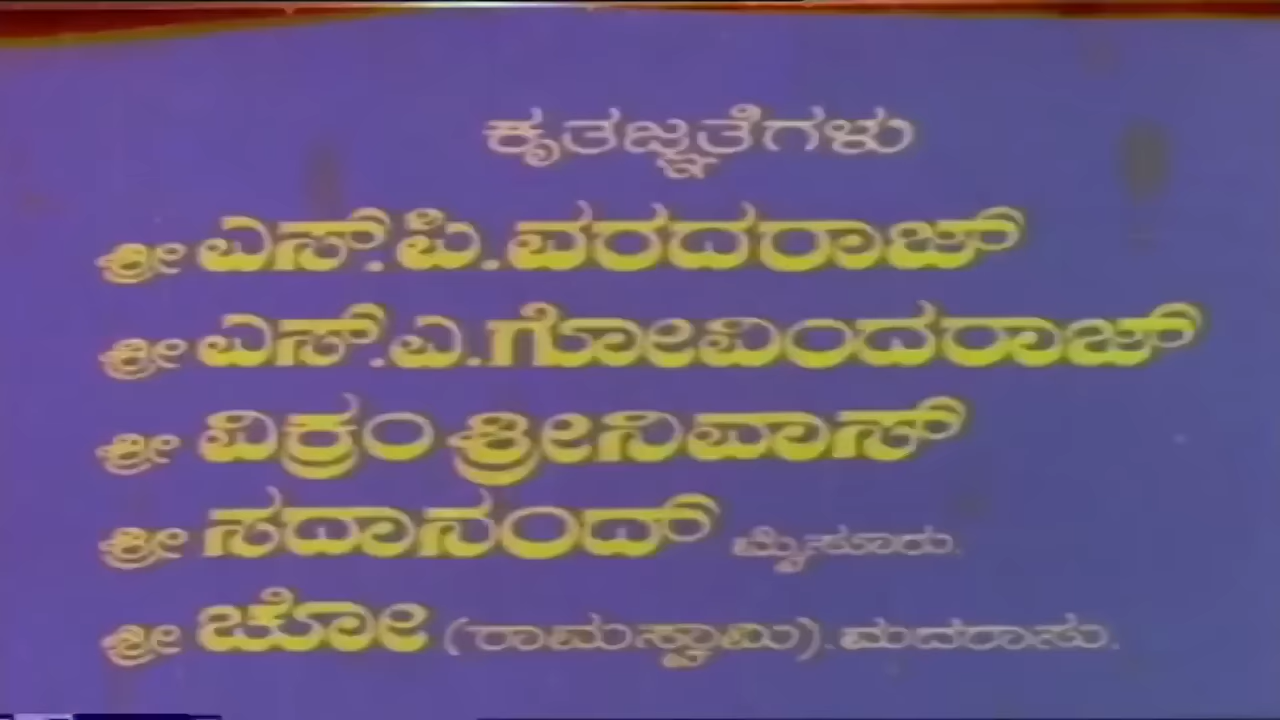 ಕೃತಜ್ಞತೆಗಳು
ಶ್ರೀ ಎಸ್.ಪಿ.ವರದರಾಜ್
ಶ್ರೀ ಎಸ್.ಎ.ಗೋವಿಂದರಾಜ್
ಶ್ರೀ ವಿಕ್ರಂ ಶ್ರೀನಿವಾಸ್
ಶ್ರೀ ಸದಾನಂದ್ ಮೈಸೂರು.
ಶ್ರೀ ಚೋ (ರಾಮಸ್ವಾಮಿ).ಮದರಾಸು.